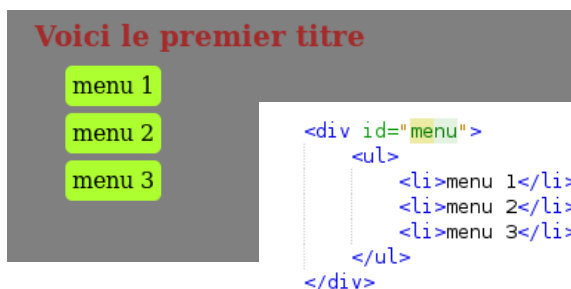 Voici le premier titre
menu 1
menu 2
menu 3
<div id="menu">
<ul>
<li>menu 1</li>
<li>menu 2</li>
<li>menu 3</li>
</ul>
</div>